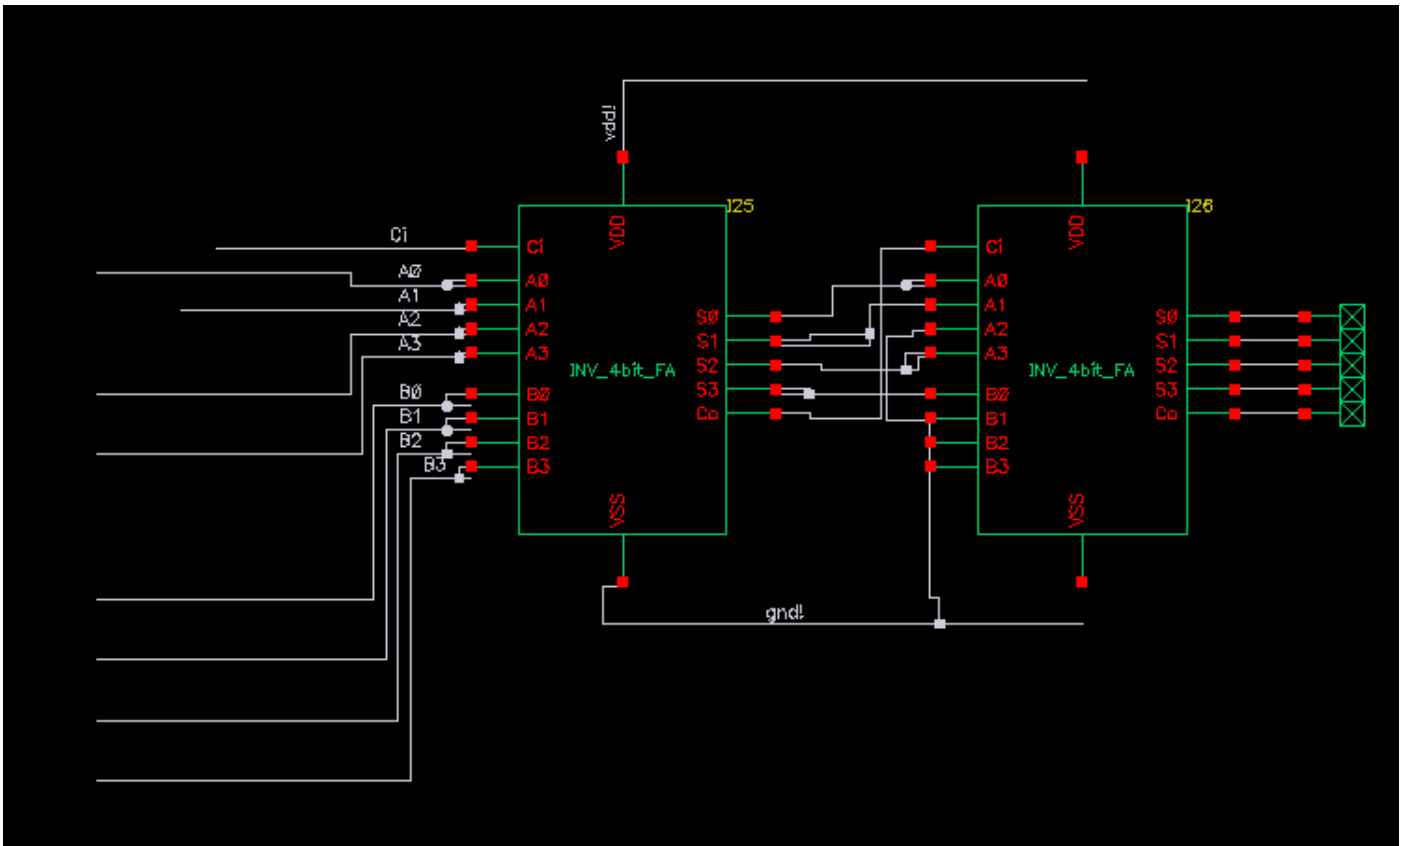 vdd!
I25
I26
VDD
VDD
Ci
Ci
Ci
A0
A0
A0
A1
A1
A1
A2
A2
A2
A3
A3
A3
S0
S0
S1
S1
S2
S2
INV_4bit_FA
INV_4bit_FA
S3
S3
B0
B0
B0
Co
Co
B1
B1
B1
B2
B2
B2
B3
B3
B3
VSS
VSS
gnd!